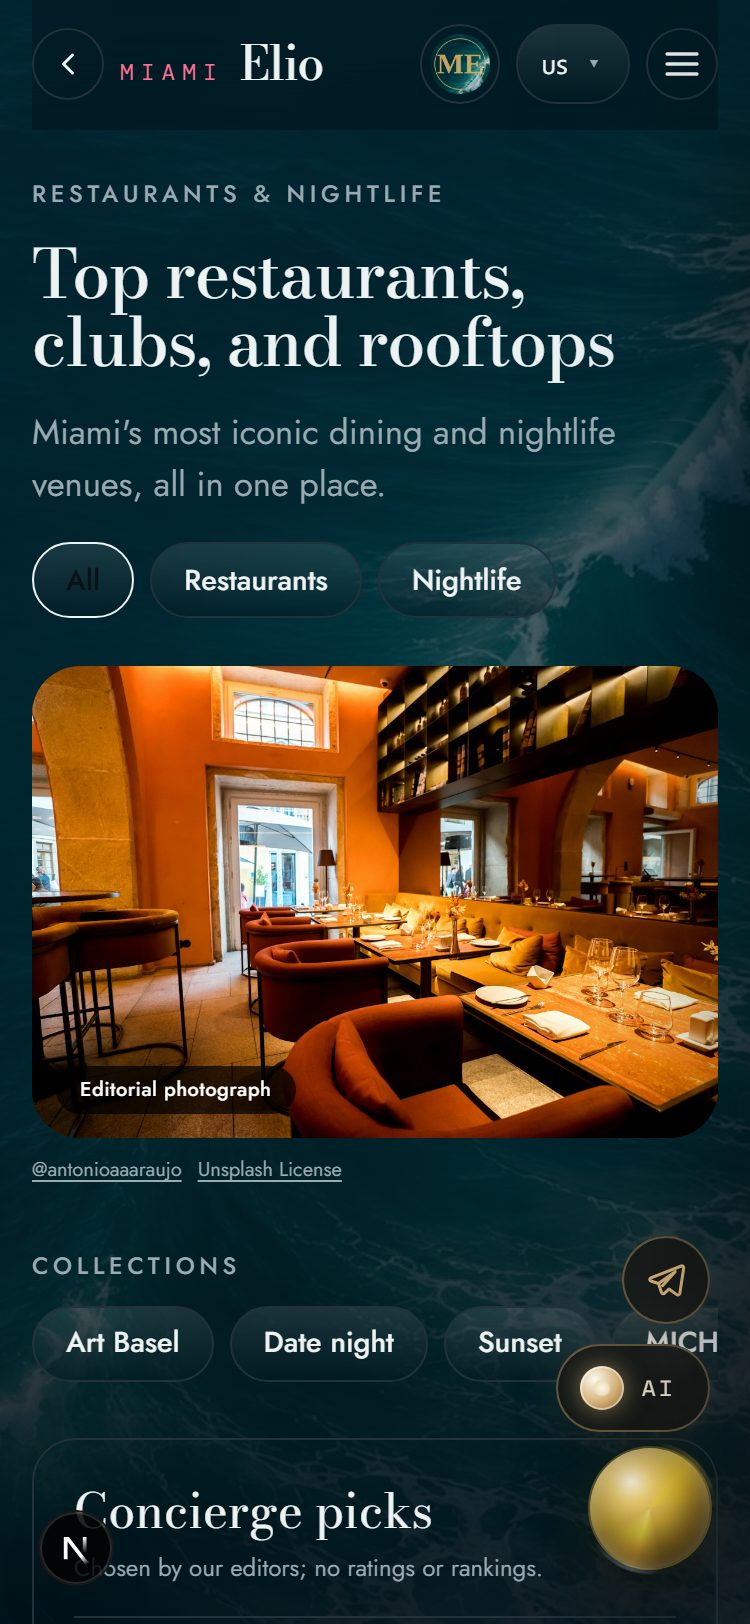 MIAMI Elio ME US
RESTAURANTS & NIGHTLIFE
Top restaurants,
clubs, and rooftops
Miami's most iconic dining and nightlife
venues, all in one place.
All Restaurants Nightlife
Editorial photograph
@antonioaaaraujo Unsplash License
COLLECTIONS
Art Basel Date night Sunset MICH
AI
Concierge picks
N
Chosen by our editors; no ratings or rankings.